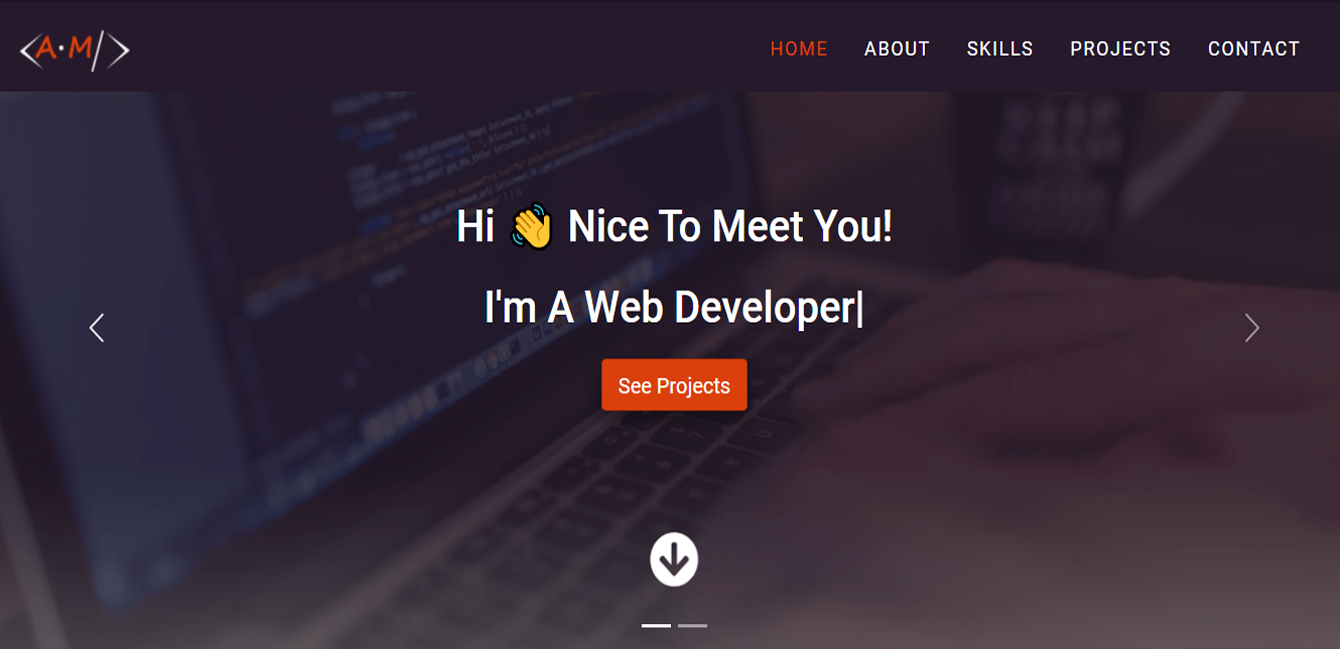 <A·M/>
HOME ABOUT SKILLS PROJECTS CONTACT
Hi 👋 Nice To Meet You!
I'm A Web Developer|
See Projects